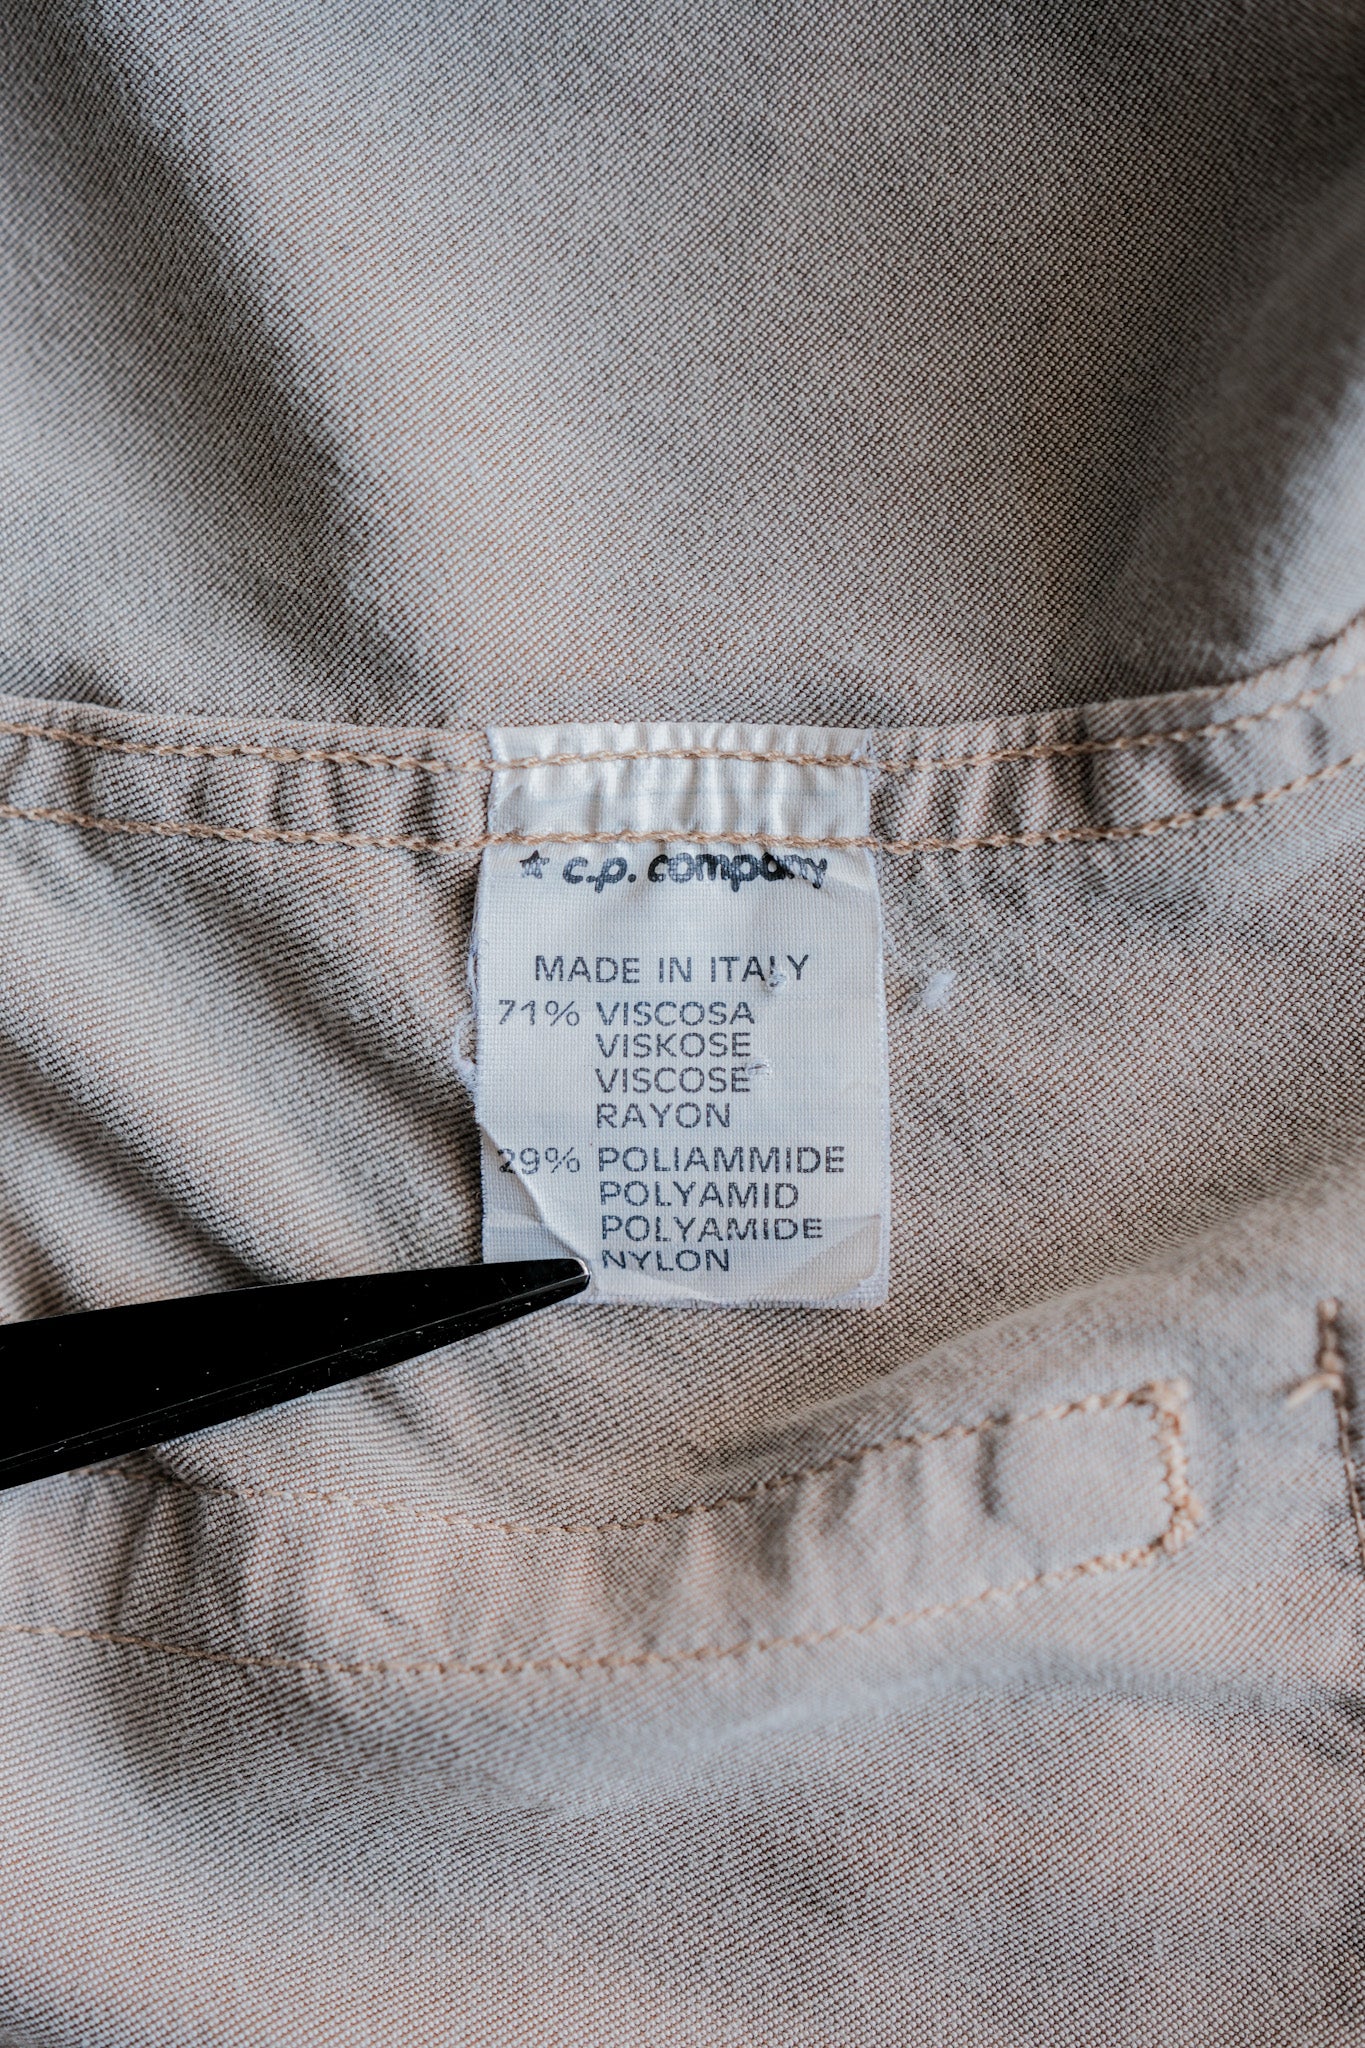 ★ c.p. company
MADE IN ITALY
71% VISCOSA
VISKOSE
VISCOSE
RAYON
29% POLIAMMIDE
POLYAMID
POLYAMIDE
NYLON